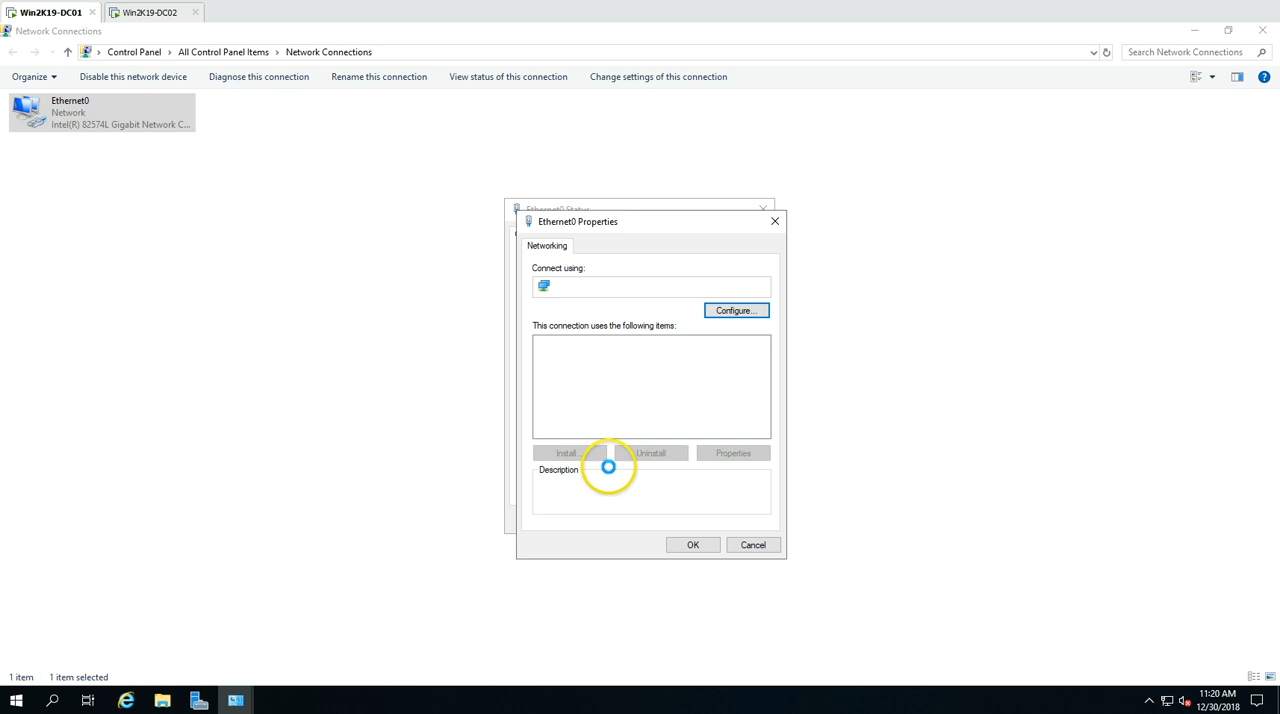 Win2K19-DC01
Win2K19-DC02
Network Connections
Control Panel > All Control Panel Items > Network Connections
Search Network Connections
Organize
Disable this network device
Diagnose this connection
Rename this connection
View status of this connection
Change settings of this connection
Ethernet0
Network
Intel(R) 82574L Gigabit Network C...
Ethernet0 Status
Ethernet0 Properties
Networking
Connect using:
Configure...
This connection uses the following items:
Install...
Uninstall
Properties
Description
OK
Cancel
1 item
1 item selected
11:20 AM
12/30/2018